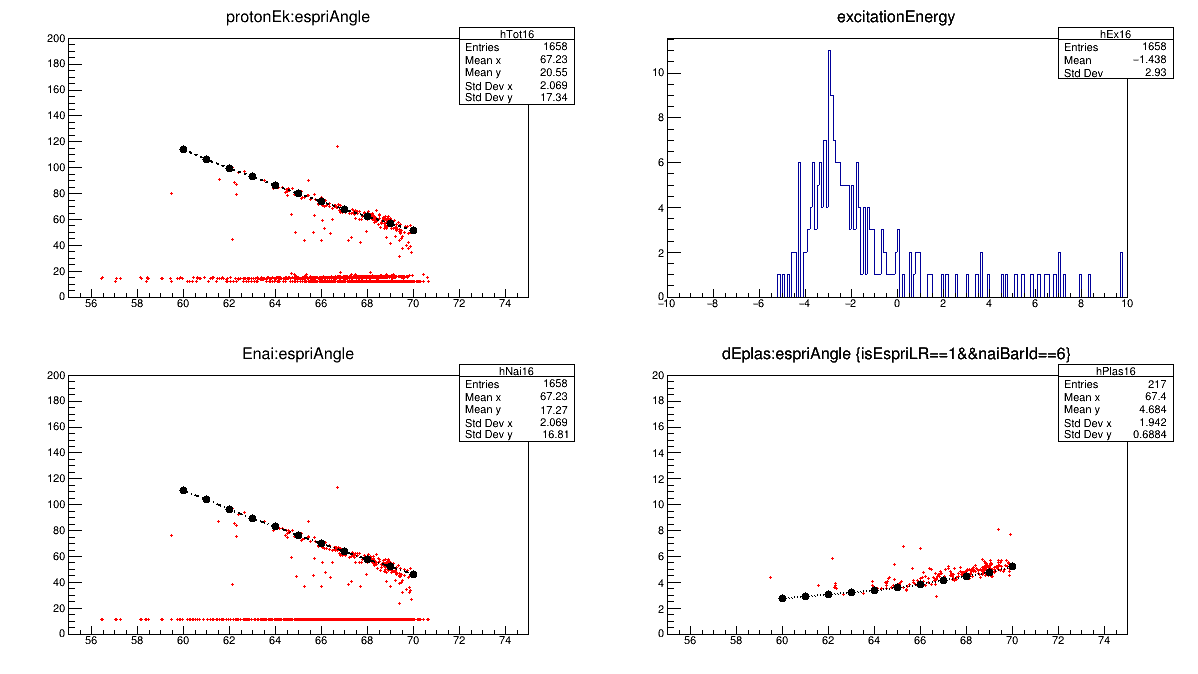 protonEk:espriAngle
hTot16
Entries 1658
Mean x 67.23
Mean y 20.55
Std Dev x 2.069
Std Dev y 17.34
200
180
160
140
120
100
80
60
40
20
0
56 58 60 62 64 66 68 70 72 74
excitationEnergy
hEx16
Entries 1658
Mean −1.438
Std Dev 2.93
10
8
6
4
2
0
−10 −8 −6 −4 −2 0 2 4 6 8 10
Enai:espriAngle
hNai16
Entries 1658
Mean x 67.23
Mean y 17.27
Std Dev x 2.069
Std Dev y 16.81
200
180
160
140
120
100
80
60
40
20
0
56 58 60 62 64 66 68 70 72 74
dEplas:espriAngle {isEspriLR==1&&naiBarId==6}
hPlas16
Entries 217
Mean x 67.4
Mean y 4.684
Std Dev x 1.942
Std Dev y 0.6884
20
18
16
14
12
10
8
6
4
2
0
56 58 60 62 64 66 68 70 72 74